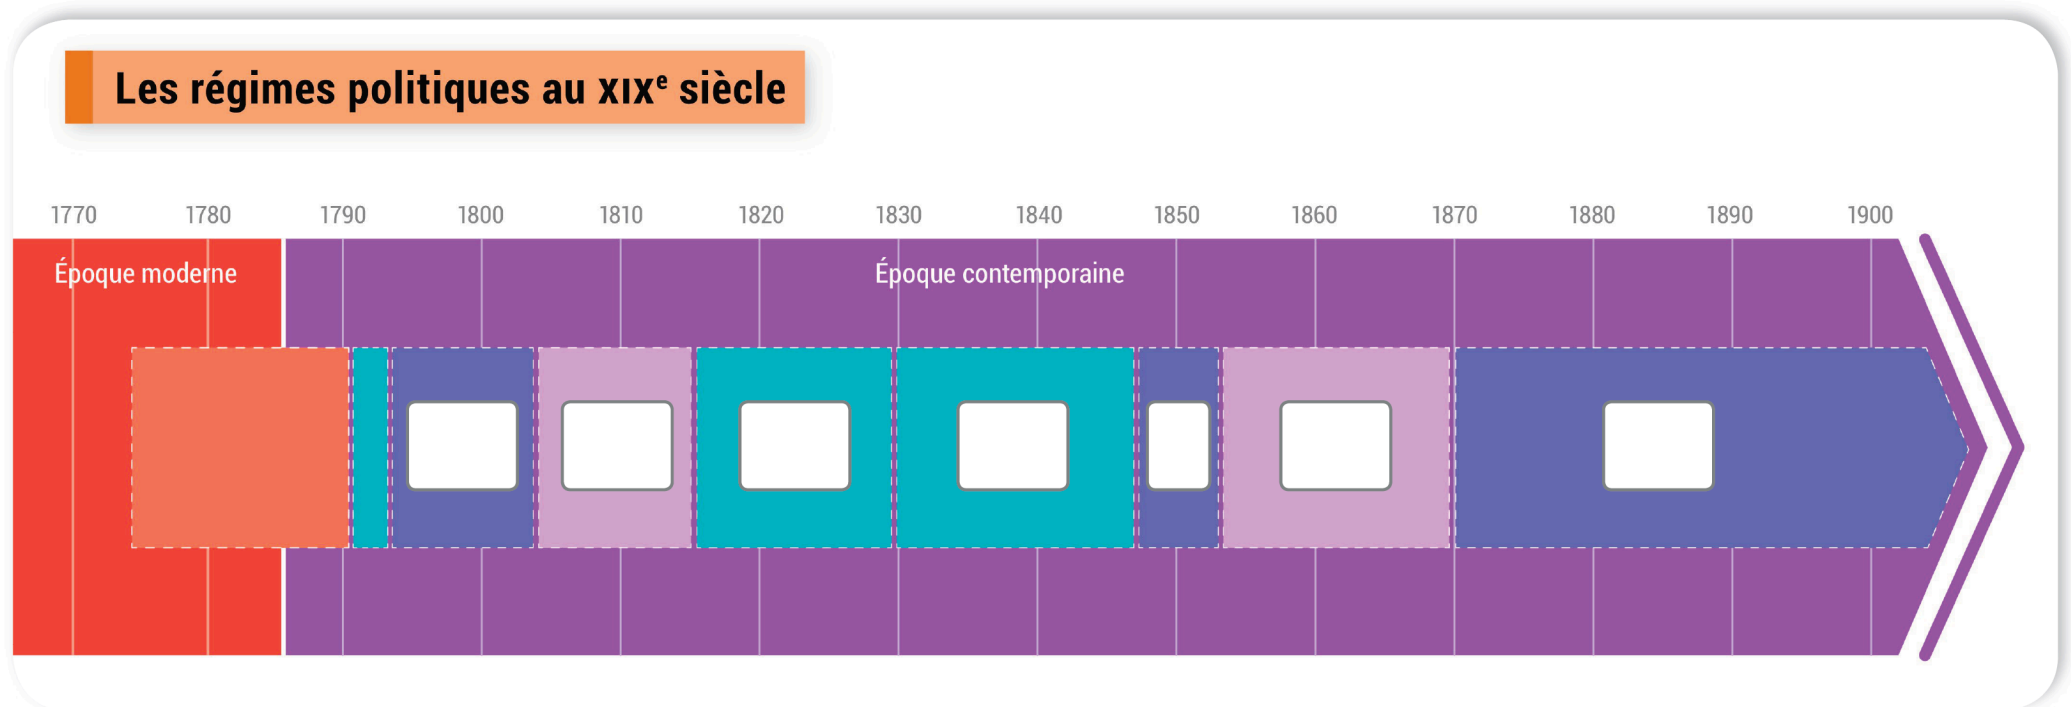 Les régimes politiques au XIXe siècle
1770 1780 1790 1800 1810 1820 1830 1840 1850 1860 1870 1880 1890 1900
Époque moderne Époque contemporaine